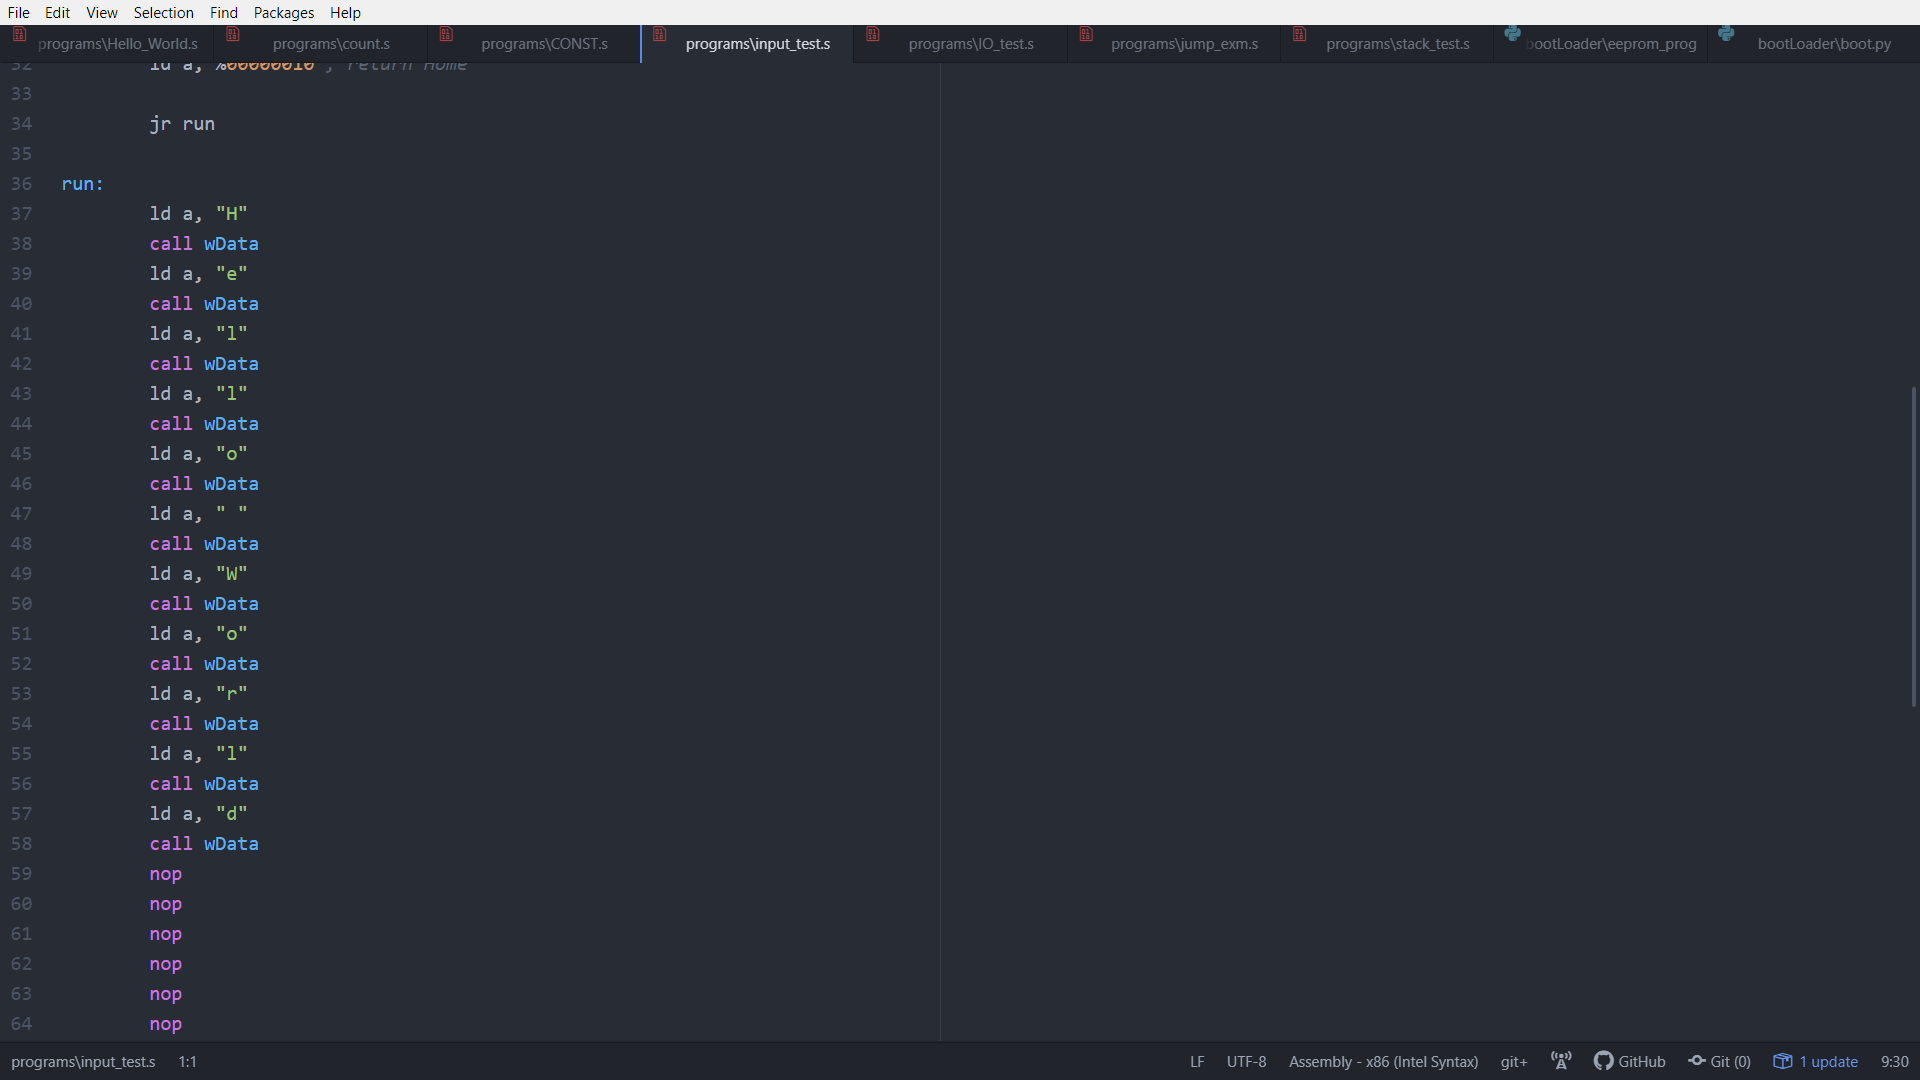 File Edit View Selection Find Packages Help
programs\Hello_World.s programs\count.s programs\CONST.s programs\input_test.s programs\IO_test.s programs\jump_exm.s programs\stack_test.s bootLoader\eeprom_prog bootLoader\boot.py
32 ld a, %00000010 ; return Home
33
34 jr run
35
36 run:
37 ld a, "H"
38 call wData
39 ld a, "e"
40 call wData
41 ld a, "l"
42 call wData
43 ld a, "l"
44 call wData
45 ld a, "o"
46 call wData
47 ld a, " "
48 call wData
49 ld a, "W"
50 call wData
51 ld a, "o"
52 call wData
53 ld a, "r"
54 call wData
55 ld a, "l"
56 call wData
57 ld a, "d"
58 call wData
59 nop
60 nop
61 nop
62 nop
63 nop
64 nop
programs\input_test.s 1:1 LF UTF-8 Assembly - x86 (Intel Syntax) git+ GitHub Git (0) 1 update 9:30